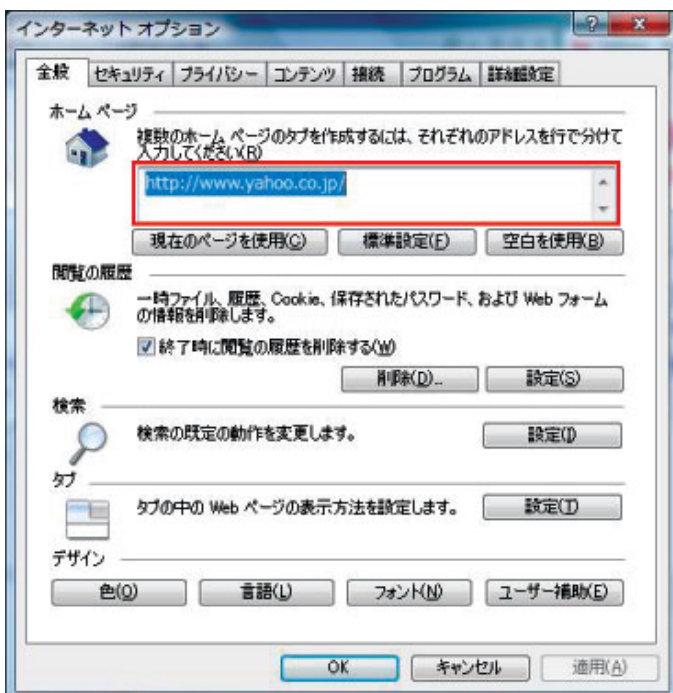 インターネット オプション
全般 セキュリティ プライバシー コンテンツ 接続 プログラム 詳細設定
ホーム ページ
複数のホーム ページのタブを作成するには、それぞれのアドレスを行で分けて
入力してください(R)
http://www.yahoo.co.jp/
現在のページを使用(C) 標準設定(F) 空白を使用(B)
閲覧の履歴
一時ファイル、履歴、Cookie、保存されたパスワード、および Web フォーム
の情報を削除します。
終了時に閲覧の履歴を削除する(W)
削除(D)... 設定(S)
検索
検索の既定の動作を変更します。 設定(I)
タブ
タブの中の Web ページの表示方法を設定します。 設定(T)
デザイン
色(O) 言語(L) フォント(N) ユーザー補助(E)
OK キャンセル 適用(A)